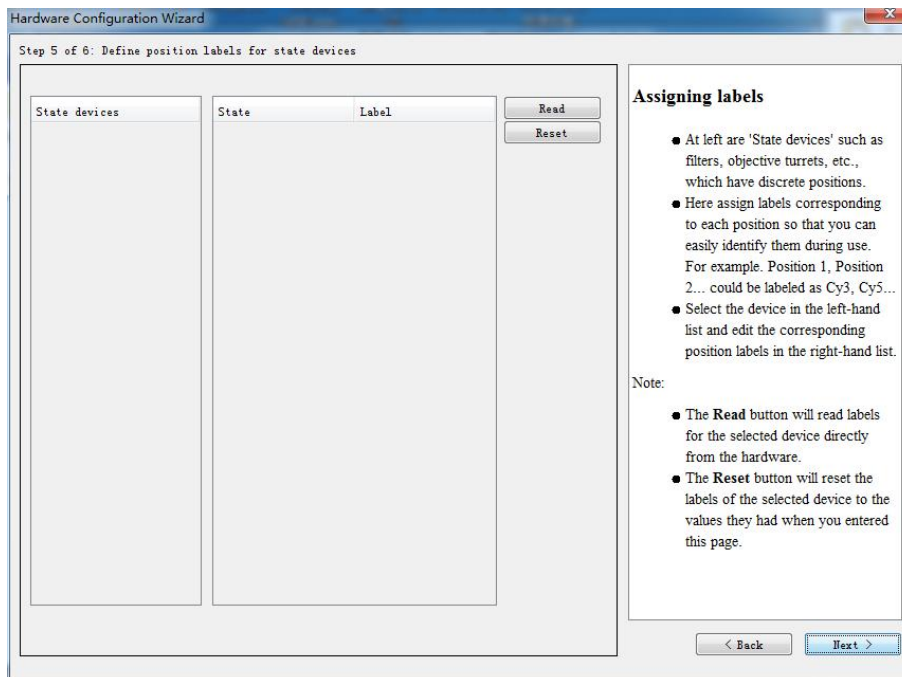 Hardware Configuration Wizard
Step 5 of 6: Define position labels for state devices
State devices
State
Label
Read
Reset
Assigning labels
At left are 'State devices' such as
filters, objective turrets, etc.,
which have discrete positions.
Here assign labels corresponding
to each position so that you can
easily identify them during use.
For example. Position 1, Position
2... could be labeled as Cy3, Cy5...
Select the device in the left-hand
list and edit the corresponding
position labels in the right-hand list.
Note:
The Read button will read labels
for the selected device directly
from the hardware.
The Reset button will reset the
labels of the selected device to the
values they had when you entered
this page.
< Back
Next >